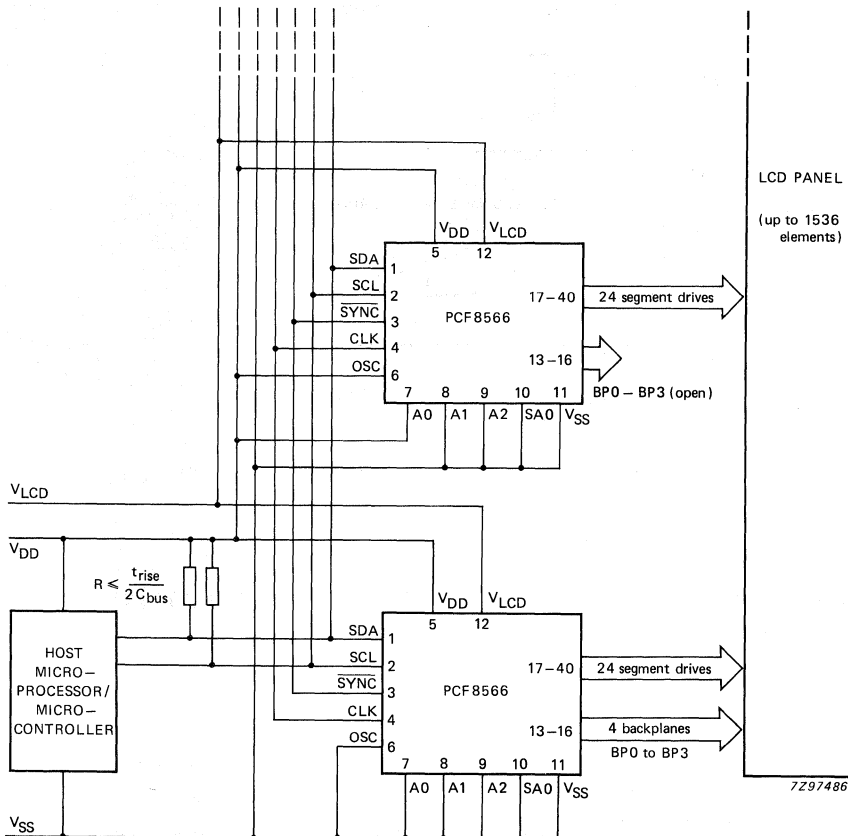 LCD PANEL
(up to 1536
elements)
V_DD
V_LCD
5
12
SDA
1
SCL
2
SYNC
3
CLK
4
OSC
6
PCF8566
17–40
24 segment drives
13–16
BP0 – BP3 (open)
7
8
9
10
11
A0
A1
A2
SA0
V_SS
V_LCD
V_DD
R ⩽ t_rise / 2 C_bus
HOST
MICRO–
PROCESSOR/
MICRO–
CONTROLLER
V_DD
V_LCD
5
12
SDA
1
SCL
2
SYNC
3
CLK
4
OSC
6
PCF8566
17–40
24 segment drives
13–16
4 backplanes
BP0 to BP3
7
8
9
10
11
A0
A1
A2
SA0
V_SS
V_SS
7Z97486